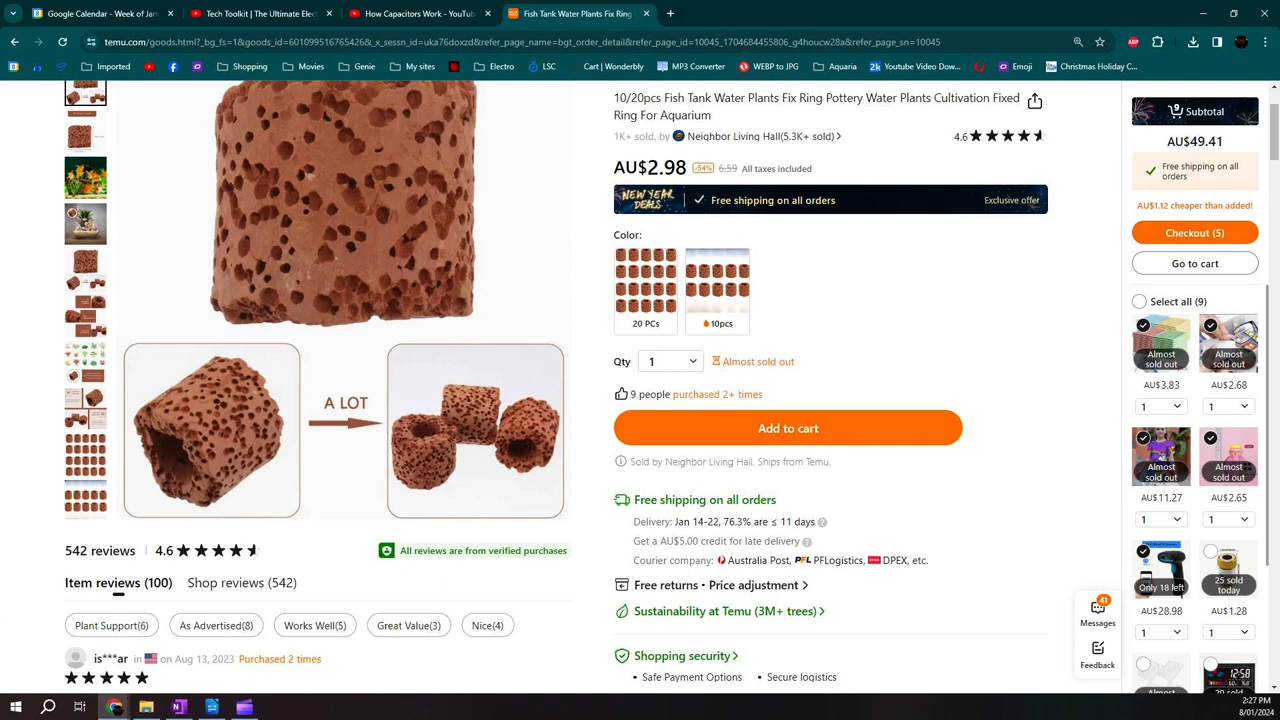 Google Calendar - Week of Jan
Tech Toolkit | The Ultimate Elect
How Capacitors Work - YouTub
Fish Tank Water Plants Fix Ring
temu.com/goods.html?_bg_fs=1&goods_id=601099516765426&_x_sessn_id=uka76doxzd&refer_page_name=bgt_order_detail&refer_page_id=10045_1704684455806_g4houcw28a&refer_page_sn=10045
Imported
Shopping
Movies
Genie
My sites
Electro
LSC
Cart | Wonderbly
MP3 Converter
WEBP to JPG
Aquaria
Youtube Video Dow...
Emoji
Christmas Holiday C...
10/20pcs Fish Tank Water Plants Fix Ring Pottery Water Plants Cultivation Fixed
Ring For Aquarium
1K+ sold, by Neighbor Living Hall(5.3K+ sold) >
4.6
AU$2.98 -54% 6.59 All taxes included
NEW YEAR DEALS Free shipping on all orders Exclusive offer
Color:
20 PCs
10pcs
Qty 1 Almost sold out
9 people purchased 2+ times
Add to cart
Sold by Neighbor Living Hall, Ships from Temu.
Free shipping on all orders
Delivery: Jan 14-22, 76.3% are ≤ 11 days
Get a AU$5.00 credit for late delivery
Courier company: Australia Post, PFLogistics, DPEX, etc.
Free returns • Price adjustment >
Sustainability at Temu (3M+ trees) >
Shopping security >
• Safe Payment Options • Secure logistics
A LOT
542 reviews 4.6
All reviews are from verified purchases
Item reviews (100) Shop reviews (542)
Plant Support(6)
As Advertised(8)
Works Well(5)
Great Value(3)
Nice(4)
is***ar in on Aug 13, 2023 Purchased 2 times
9 Subtotal
AU$49.41
Free shipping on all
orders
AU$1.12 cheaper than added!
Checkout (5)
Go to cart
Select all (9)
Almost sold out
Almost sold out
AU$3.83
AU$2.68
1
1
Almost sold out
Almost sold out
AU$11.27
AU$2.65
1
1
Only 18 left
25 sold today
AU$28.98
AU$1.28
1
1
12:58
41
Messages
Feedback
2:27 PM
8/01/2024